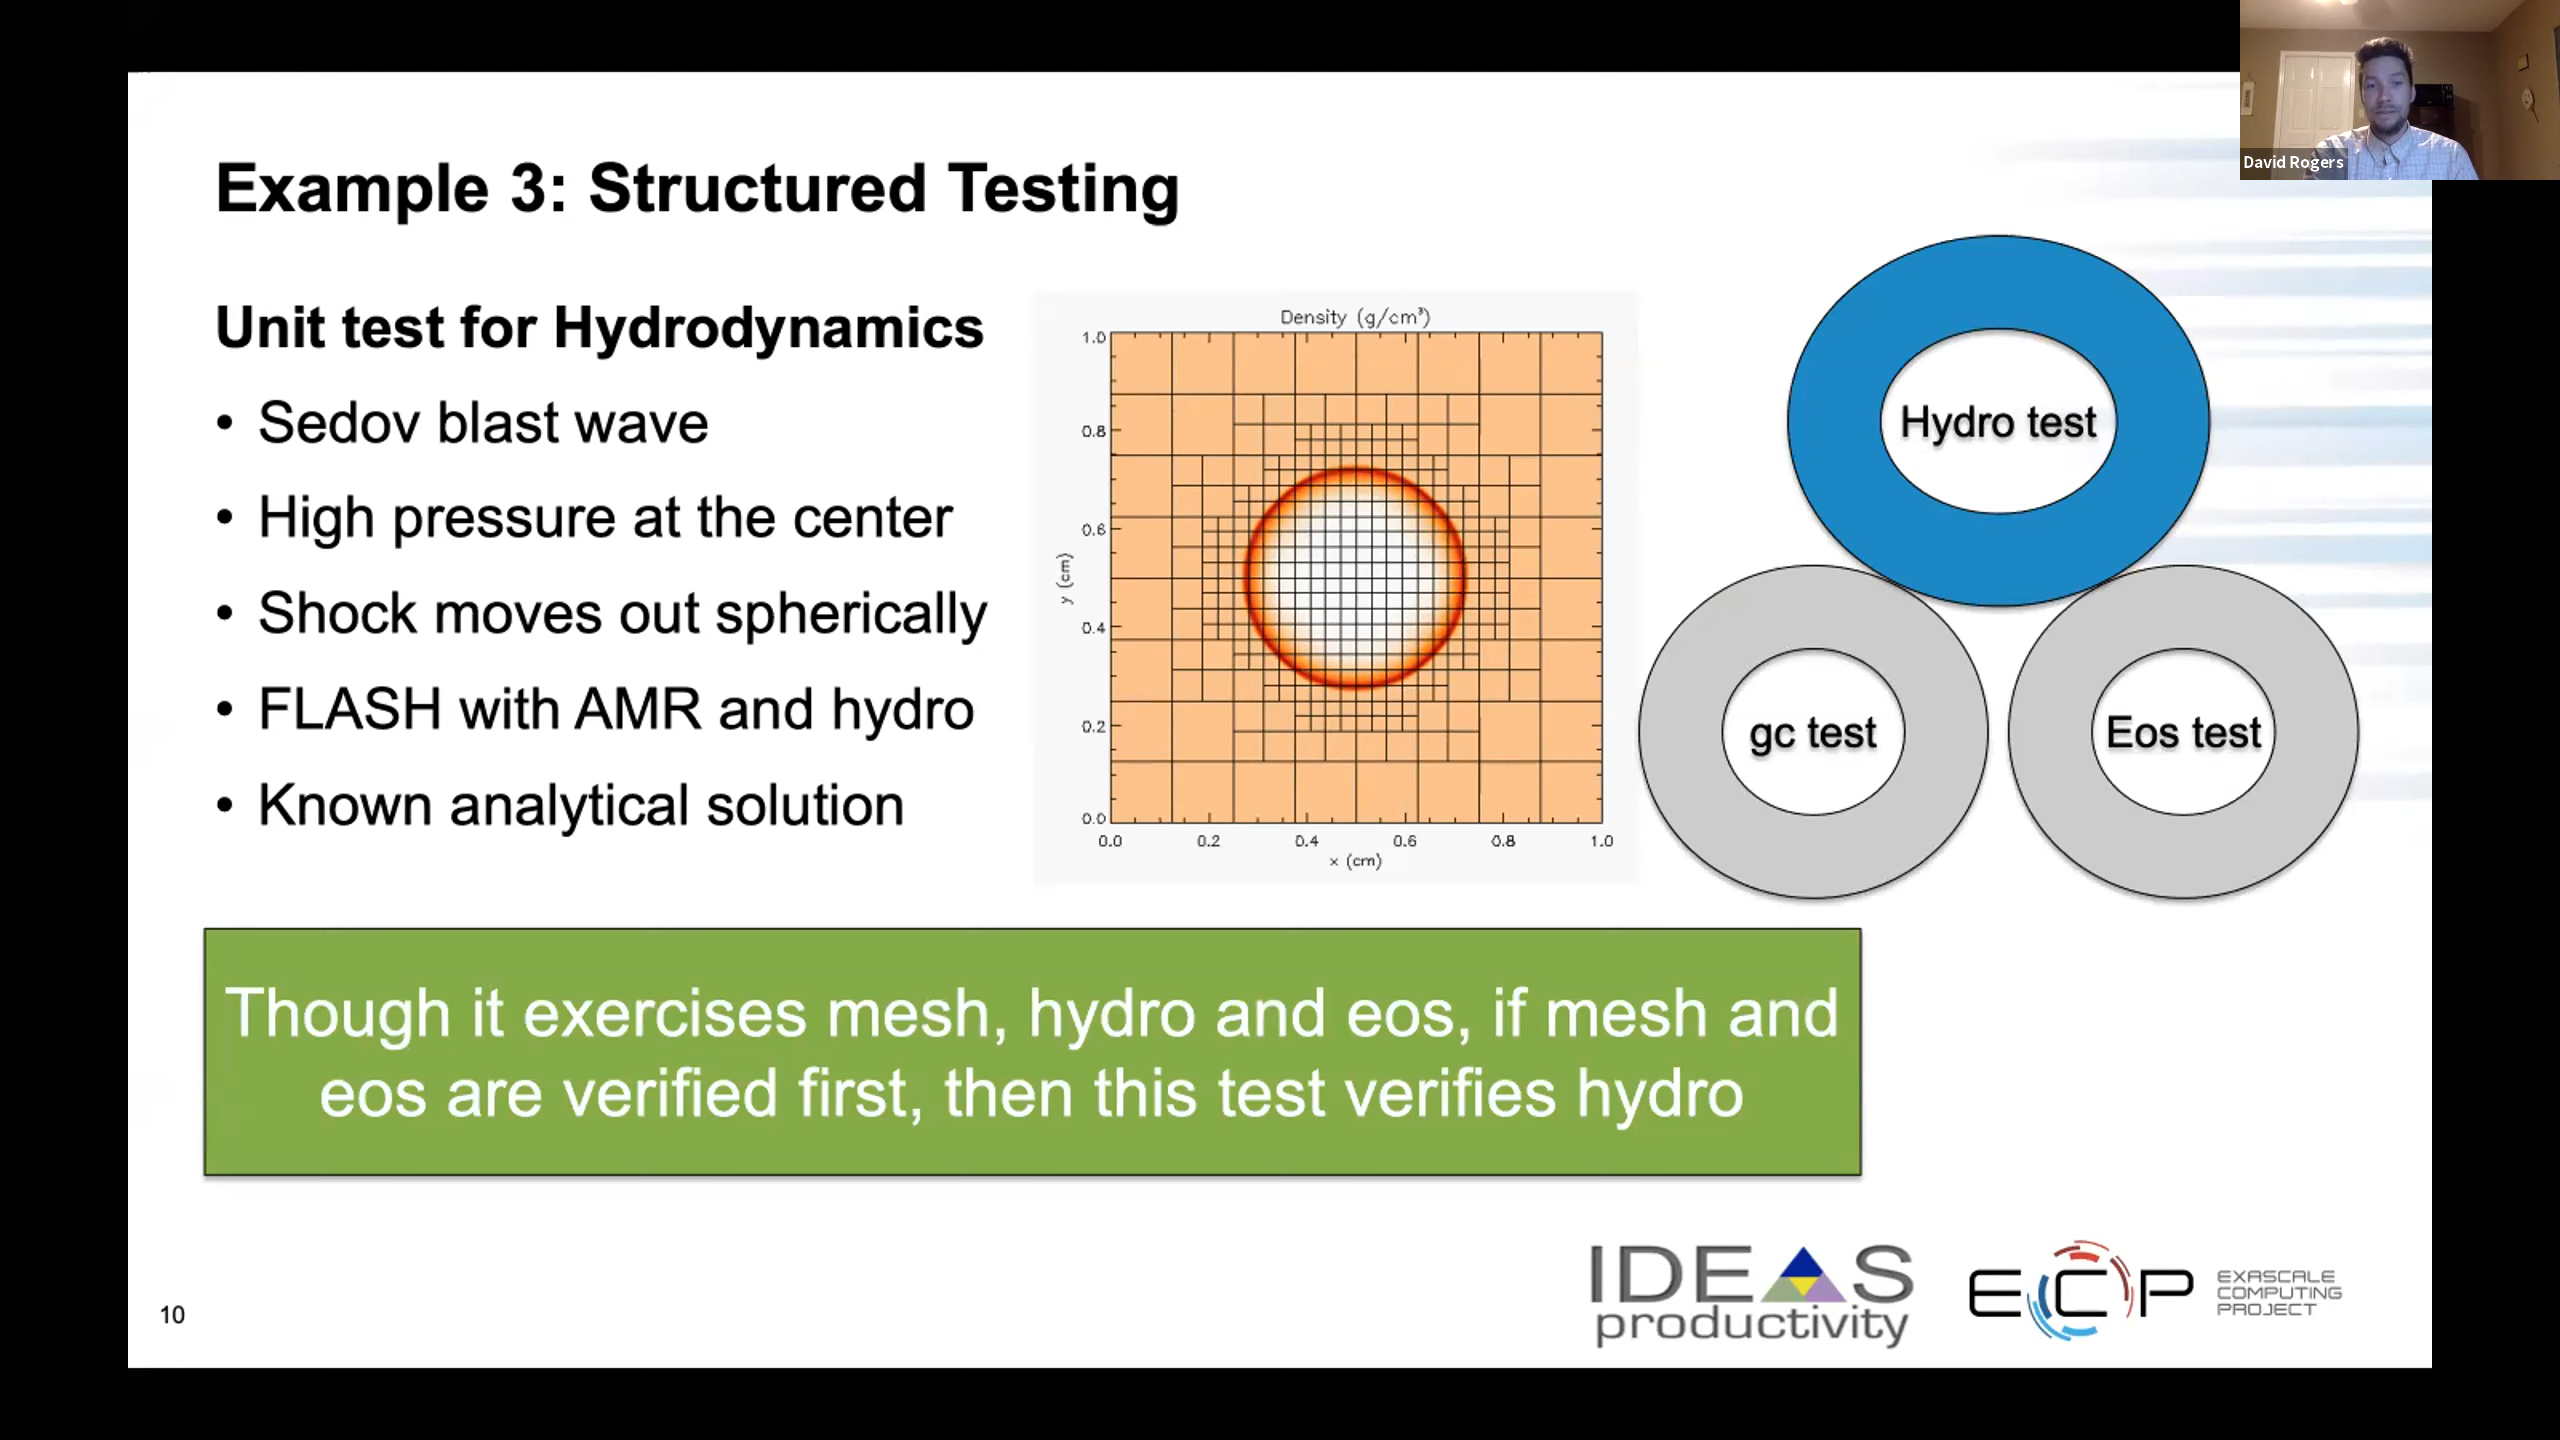 David Rogers
Example 3: Structured Testing
Unit test for Hydrodynamics
• Sedov blast wave
• High pressure at the center
• Shock moves out spherically
• FLASH with AMR and hydro
• Known analytical solution
Density (g/cm³)
1.0
0.8
0.6
0.4
0.2
0.0
y (cm)
0.0 0.2 0.4 0.6 0.8 1.0
x (cm)
Hydro test
gc test
Eos test
Though it exercises mesh, hydro and eos, if mesh and
eos are verified first, then this test verifies hydro
10
IDEAS
productivity
ECP
EXASCALE
COMPUTING
PROJECT